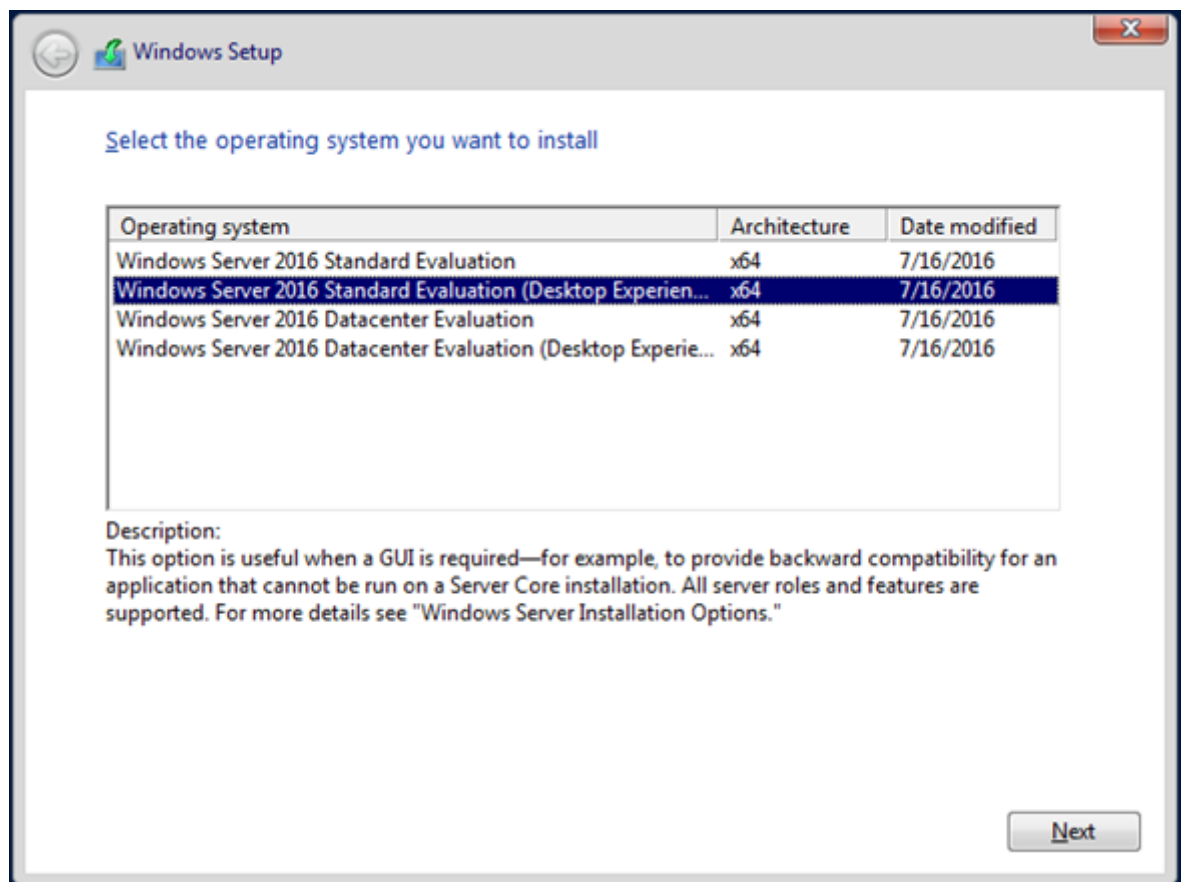 Windows Setup
Select the operating system you want to install
Operating system Architecture Date modified
Windows Server 2016 Standard Evaluation x64 7/16/2016
Windows Server 2016 Standard Evaluation (Desktop Experien... x64 7/16/2016
Windows Server 2016 Datacenter Evaluation x64 7/16/2016
Windows Server 2016 Datacenter Evaluation (Desktop Experie... x64 7/16/2016
Description:
This option is useful when a GUI is required—for example, to provide backward compatibility for an
application that cannot be run on a Server Core installation. All server roles and features are
supported. For more details see "Windows Server Installation Options."
Next